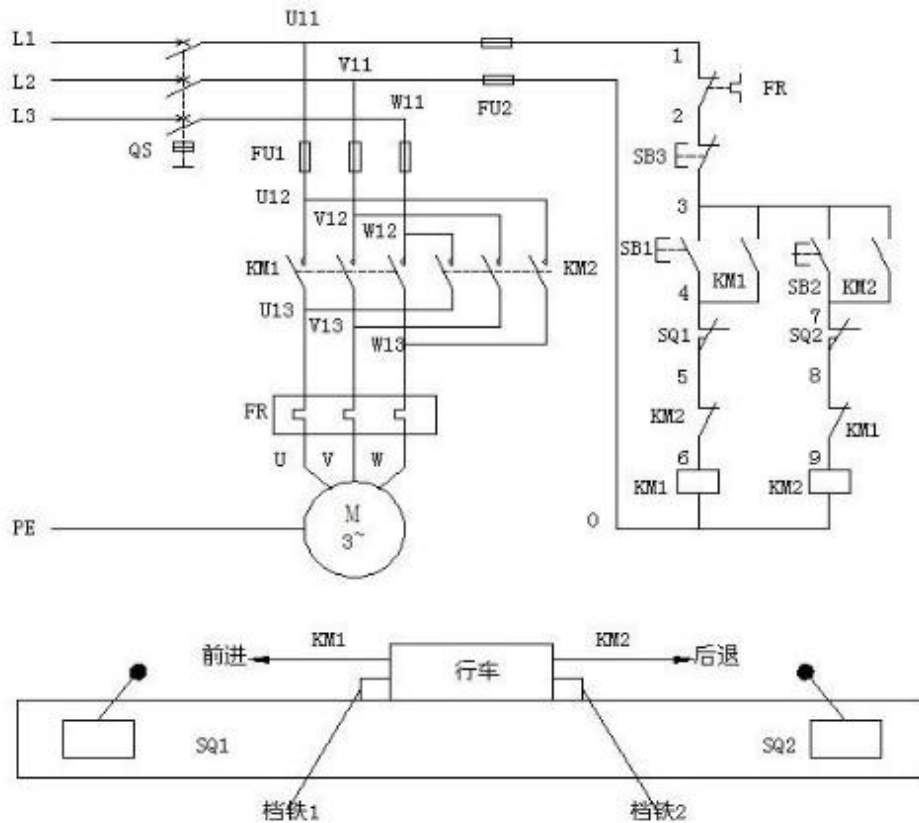 U11
L1
1
V11
L2
FR
W11
FU2
L3
2
QS
FU1
SB3
U12
3
V12
W12
SB1
KM1
KM2
KM1
SB2
KM2
4
U13
7
V13
SQ1
SQ2
W13
5
8
FR
KM2
KM1
U V W
6
9
KM1
KM2
M
3~
PE
O
KM1
KM2
前进
行车
后退
SQ1
SQ2
档铁1
档铁2